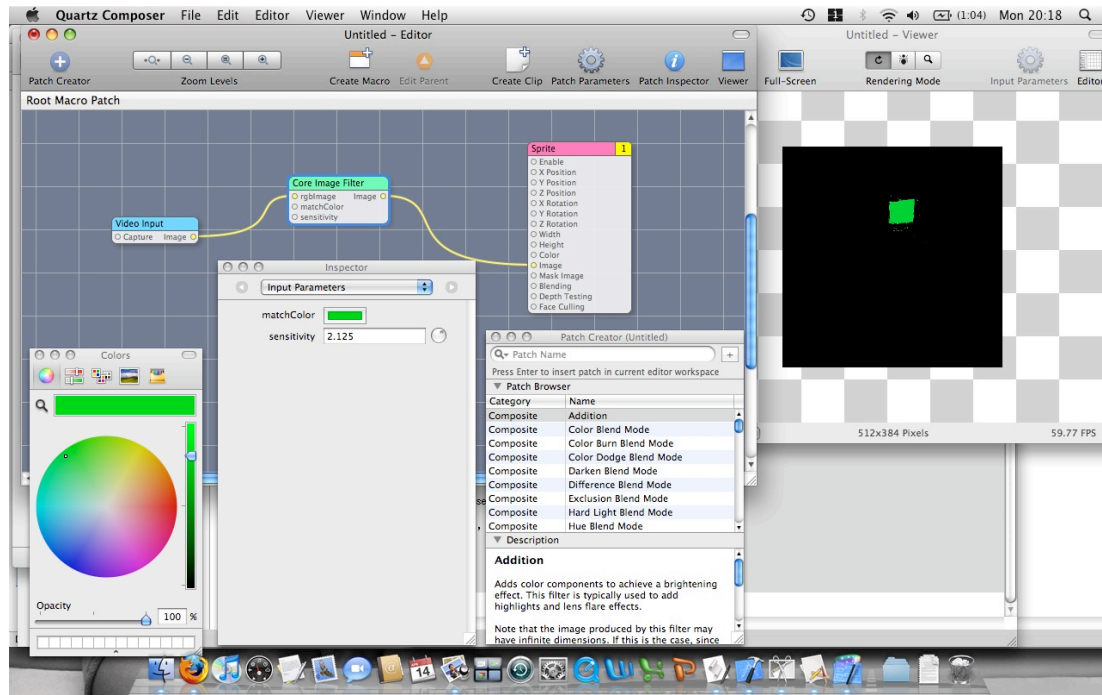 Quartz Composer File Edit Editor Viewer Window Help
1 (1:04) Mon 20:18
Untitled – Editor
Patch Creator Zoom Levels Create Macro Edit Parent Create Clip Patch Parameters Patch Inspector Viewer
Root Macro Patch
Video Input
Capture Image
Core Image Filter
rgbImage Image
matchColor
sensitivity
Sprite 1
Enable
X Position
Y Position
Z Position
X Rotation
Y Rotation
Z Rotation
Width
Height
Color
Image
Mask Image
Blending
Depth Testing
Face Culling
Untitled – Viewer
Full-Screen Rendering Mode Input Parameters Editor
512x384 Pixels 59.77 FPS
Inspector
Input Parameters
matchColor
sensitivity 2.125
Colors
Opacity
100 %
Patch Creator (Untitled)
Patch Name
Press Enter to insert patch in current editor workspace
Patch Browser
Category Name
Composite Addition
Composite Color Blend Mode
Composite Color Burn Blend Mode
Composite Color Dodge Blend Mode
Composite Darken Blend Mode
Composite Difference Blend Mode
Composite Exclusion Blend Mode
Composite Hard Light Blend Mode
Composite Hue Blend Mode
Description
Addition
Adds color components to achieve a brightening
effect. This filter is typically used to add
highlights and lens flare effects.
Note that the image produced by this filter may
have infinite dimensions. If this is the case, since
14